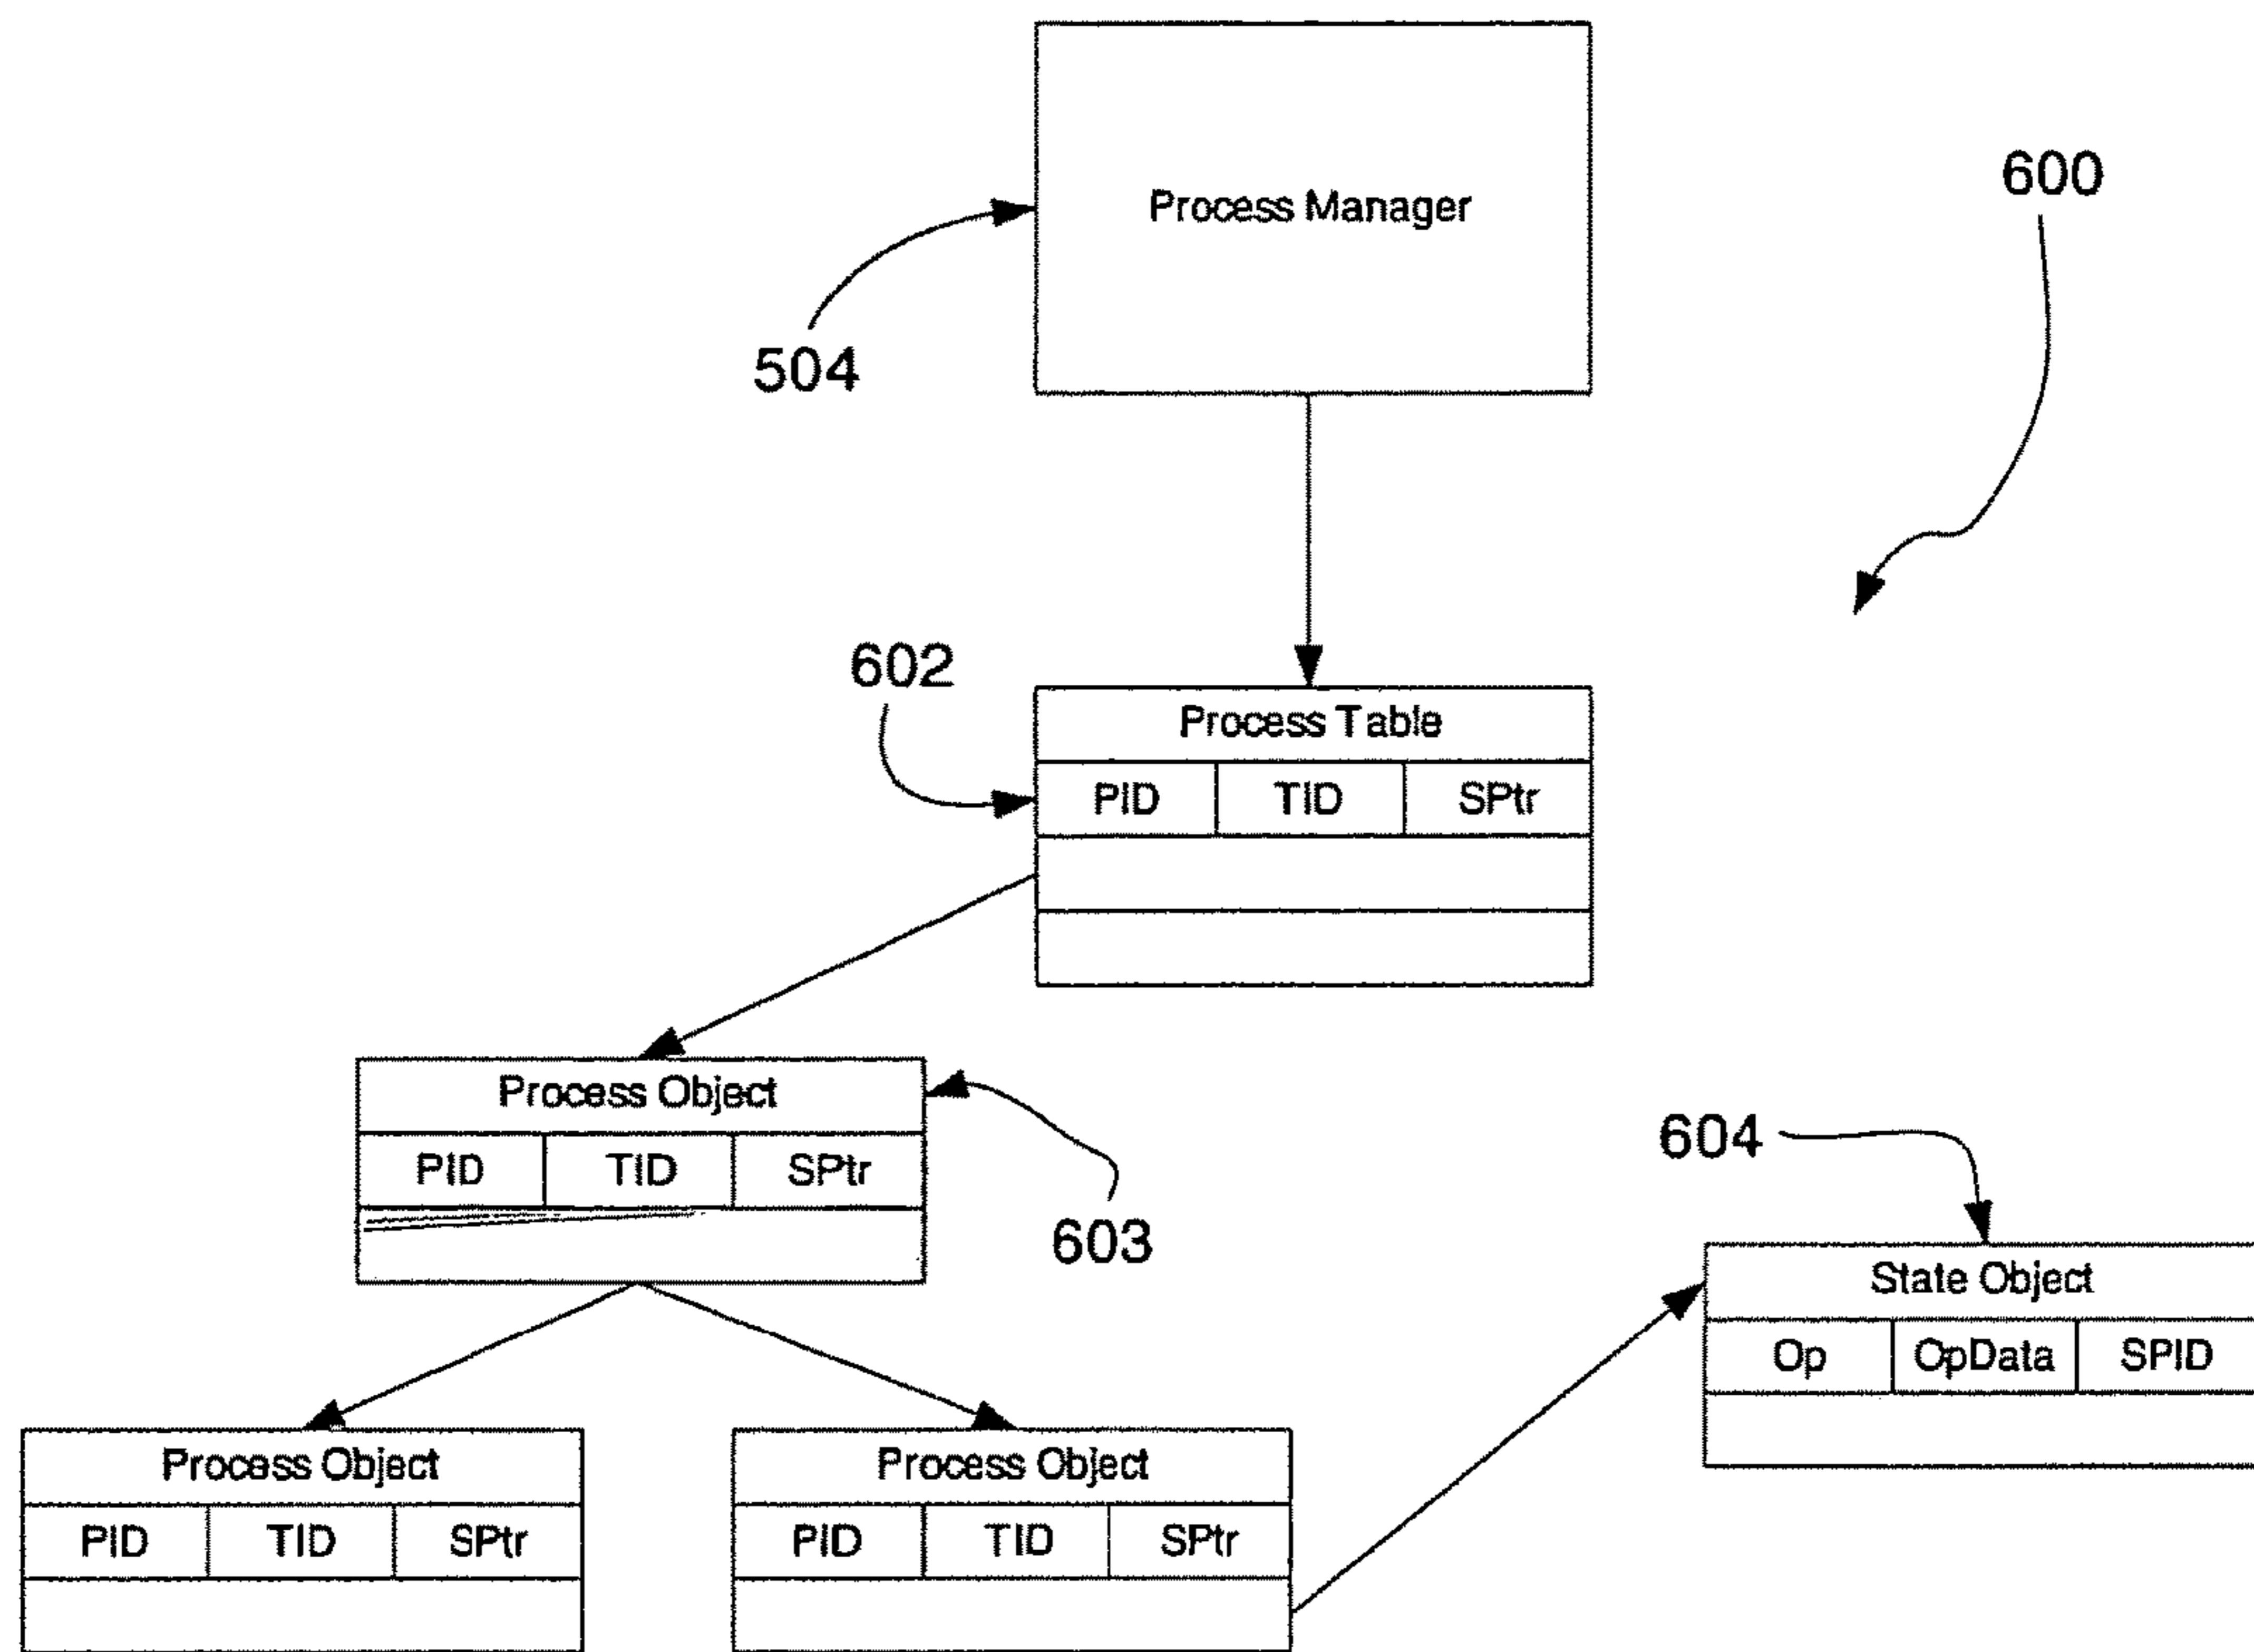 Process Manager
600
504
602
Process Table
PID TID SPtr
Process Object
PID TID SPtr
603
604
State Object
Op OpData SPID
Process Object
PID TID SPtr
Process Object
PID TID SPtr